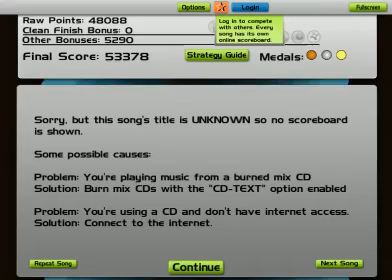 Options
Login
Fullscreen
Log in to compete
with others. Every
song has its own
online scoreboard.
Raw Points: 48088
Clean Finish Bonus: 0
Other Bonuses: 5290
Final Score: 53378
Strategy Guide
Medals:
Sorry, but this song's title is UNKNOWN so no scoreboard
is shown.
Some possible causes:
Problem: You're playing music from a burned mix CD
Solution: Burn mix CDs with the "CD-TEXT" option enabled
Problem: You're using a CD and don't have internet access.
Solution: Connect to the internet.
Repeat Song
Continue
Next Song